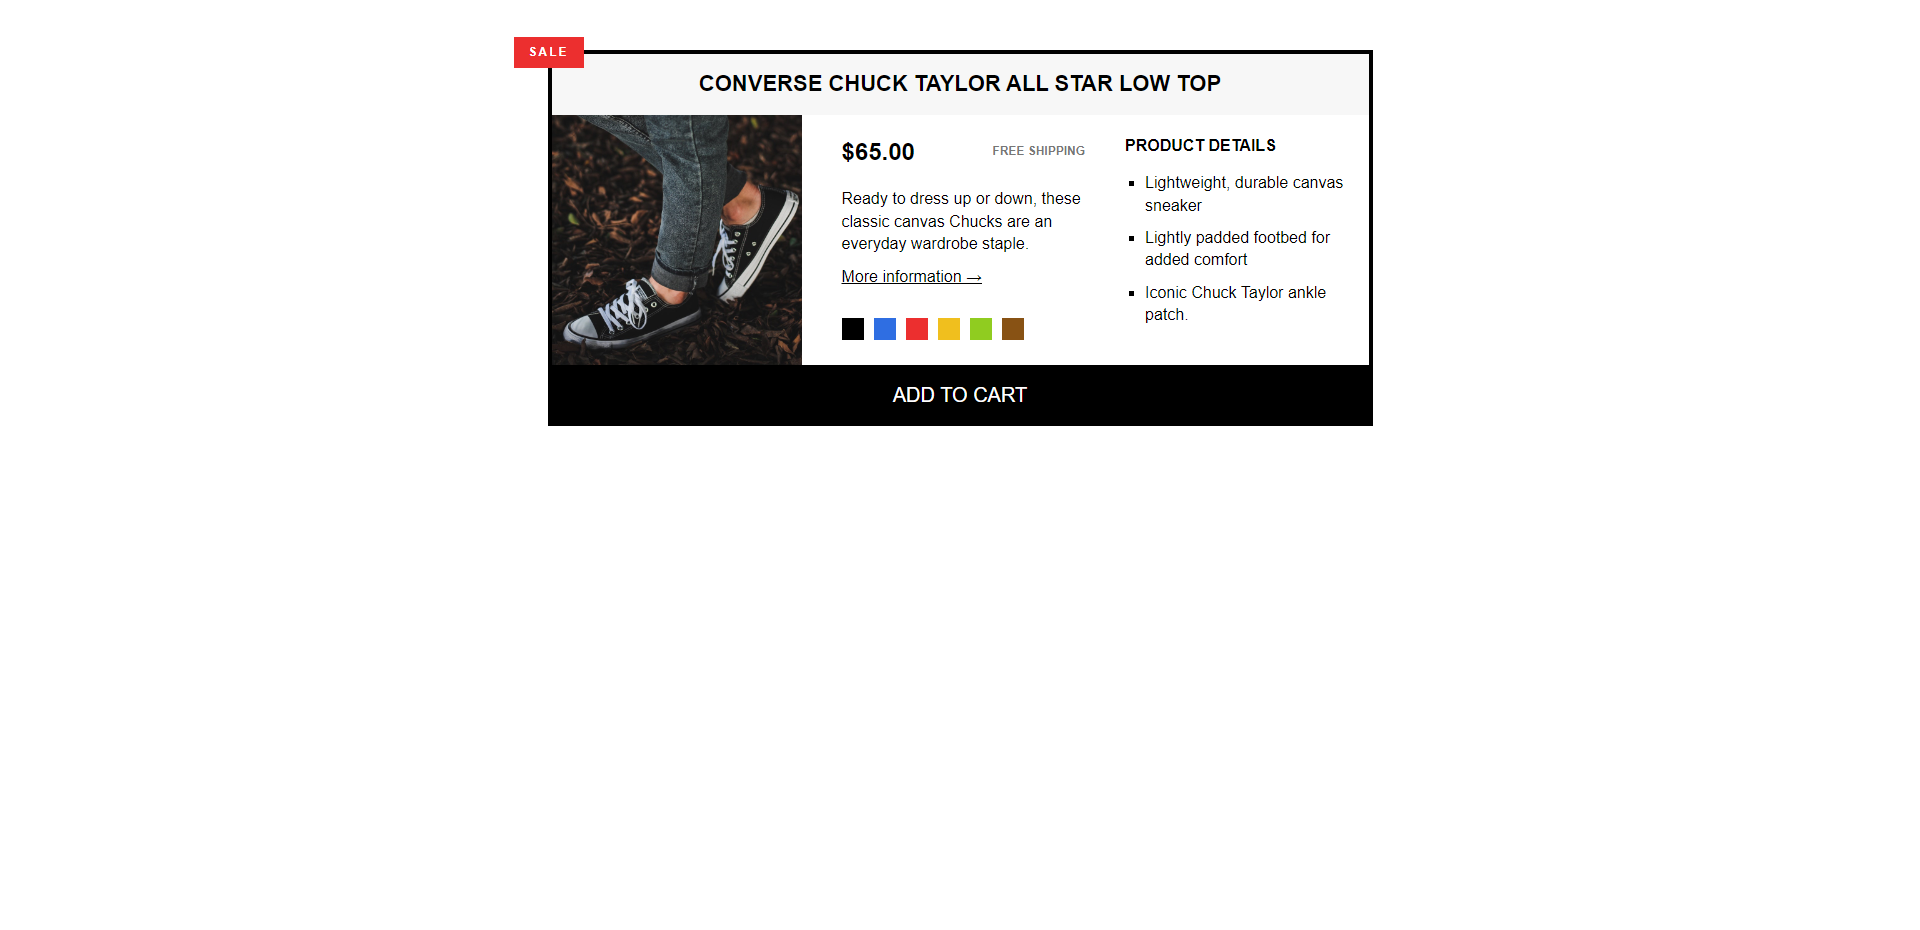 SALE
CONVERSE CHUCK TAYLOR ALL STAR LOW TOP
$65.00
FREE SHIPPING
Ready to dress up or down, these
classic canvas Chucks are an
everyday wardrobe staple.
More information →
PRODUCT DETAILS
Lightweight, durable canvas
sneaker
Lightly padded footbed for
added comfort
Iconic Chuck Taylor ankle
patch.
ADD TO CART